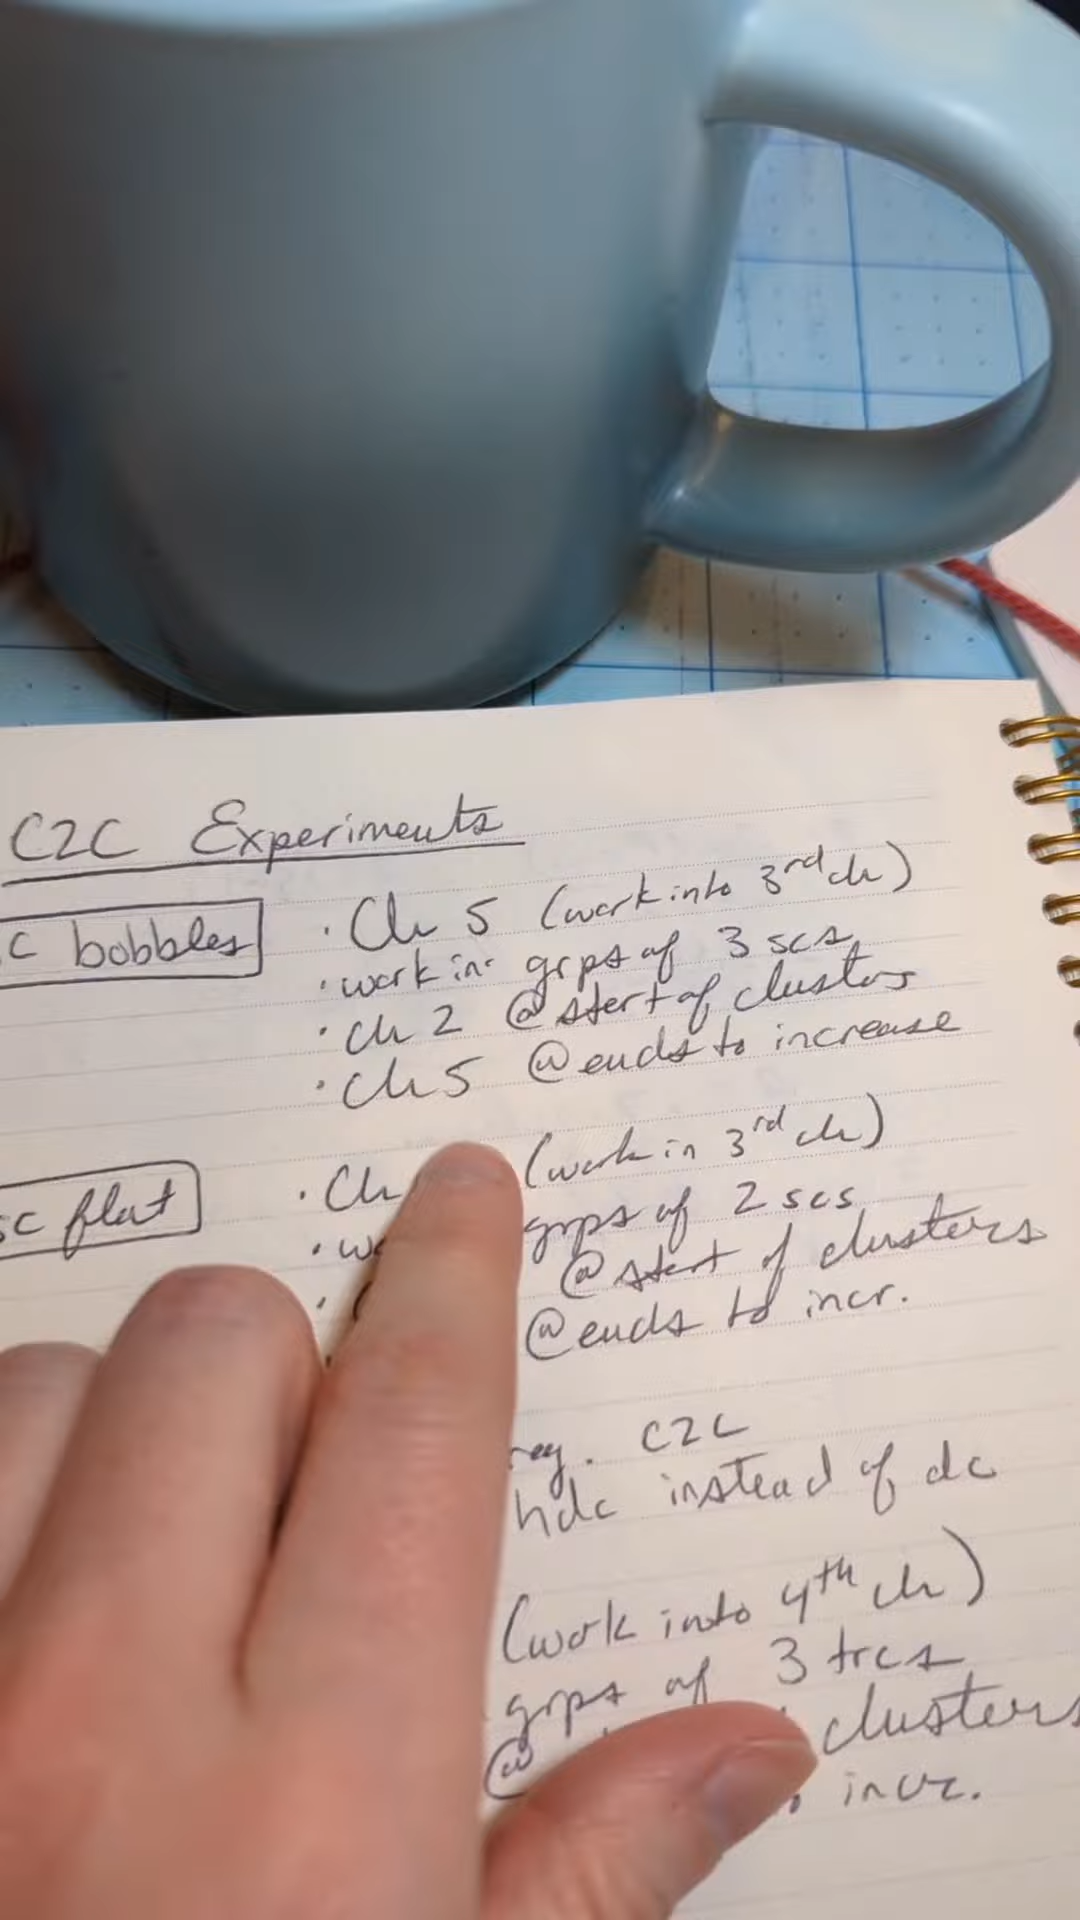 C2C Experiments
C bobbles
· Ch 5 (work into 3rd ch)
· work in grps of 3 scs
· Ch 2 @ start of clusters
· Ch 5 @ ends to increase
sc flat
· Ch (work in 3rd ch)
· grps of 2 scs
· @ start of clusters
@ ends to incr.
reg. C2C
hdc instead of dc
(work into 4th ch)
grps of 3 trcs
@ clusters
incr.